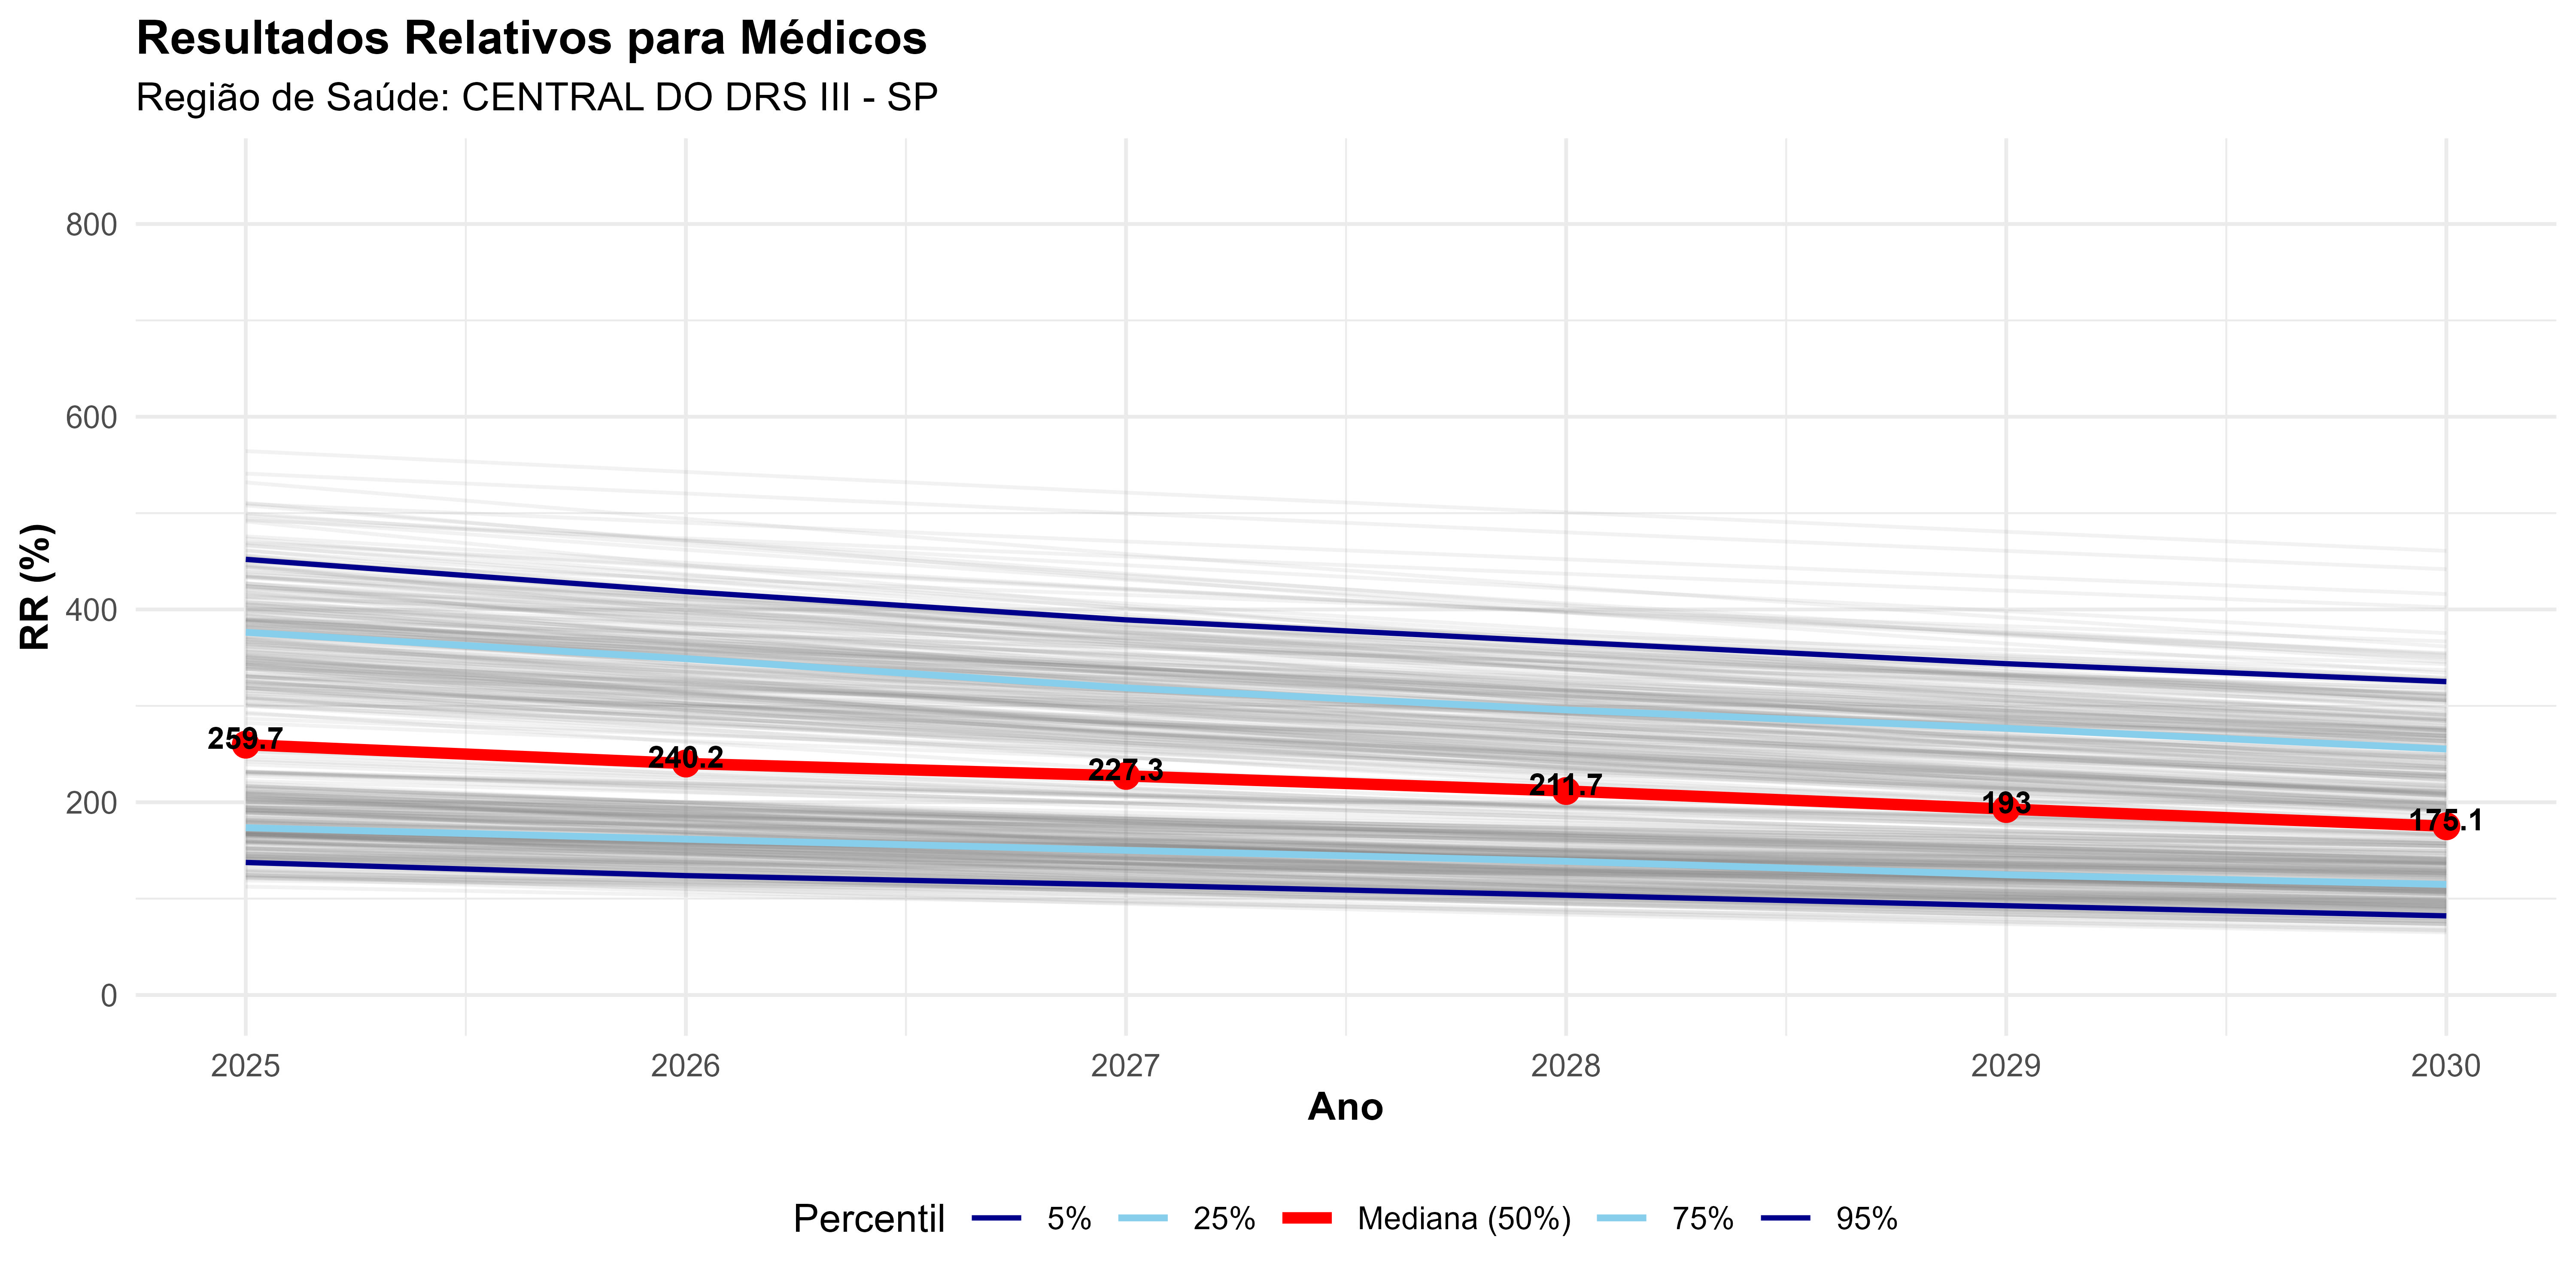 Resultados Relativos para Médicos
Região de Saúde: CENTRAL DO DRS III - SP
RR (%)
800
600
400
200
0
259.7
240.2
227.3
211.7
193
175.1
2025 2026 2027 2028 2029 2030
Ano
Percentil 5% 25% Mediana (50%) 75% 95%